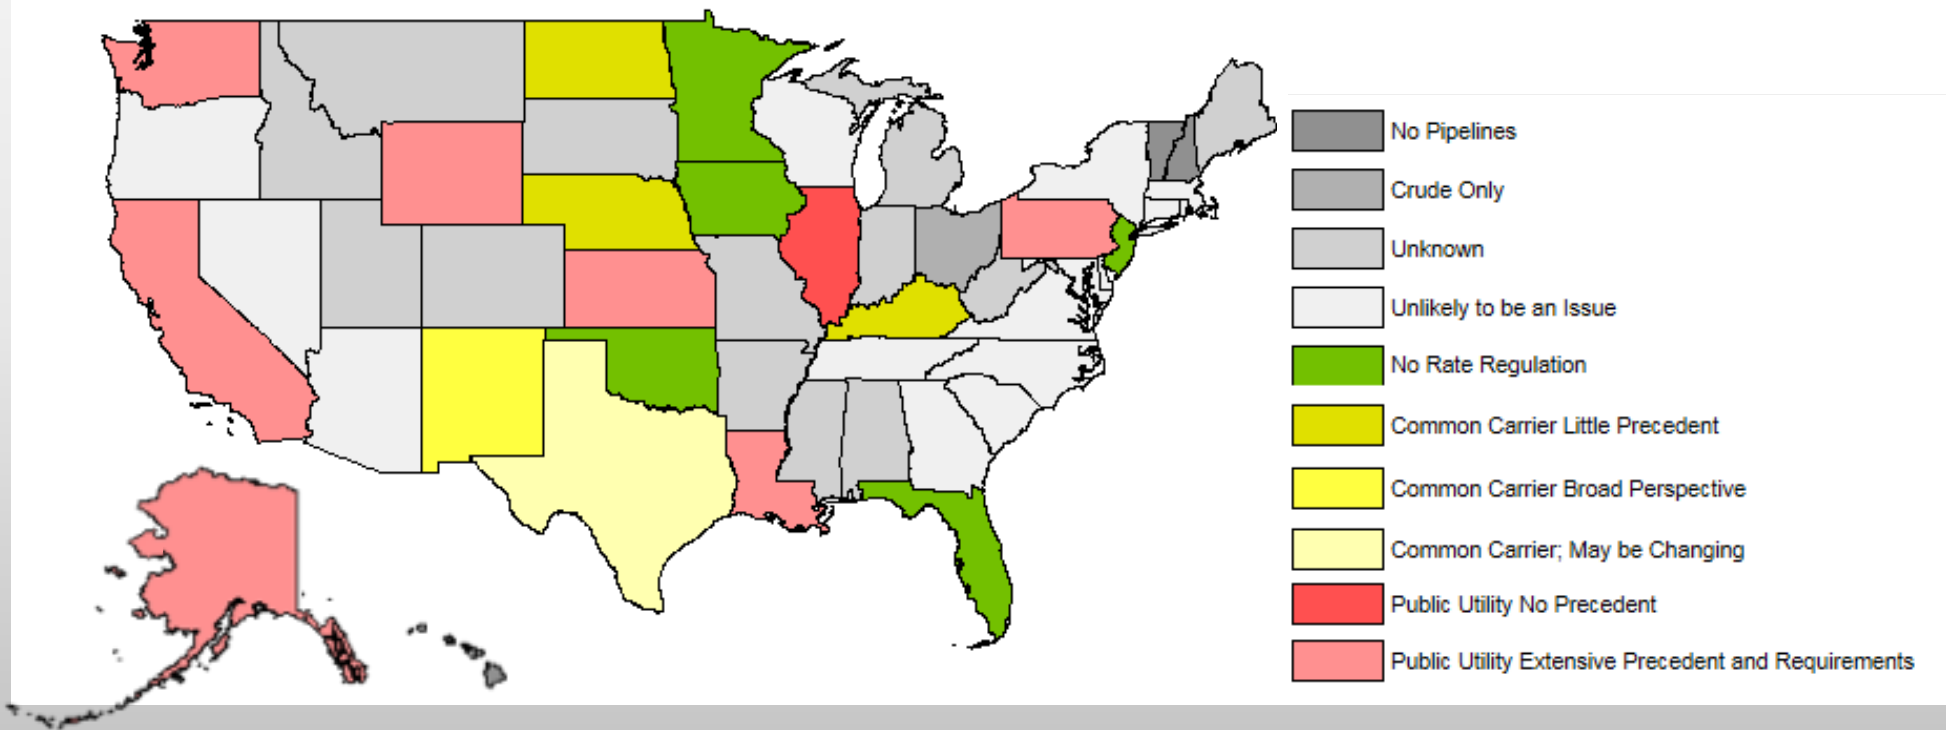 No Pipelines
Crude Only
Unknown
Unlikely to be an Issue
No Rate Regulation
Common Carrier Little Precedent
Common Carrier Broad Perspective
Common Carrier; May be Changing
Public Utility No Precedent
Public Utility Extensive Precedent and Requirements